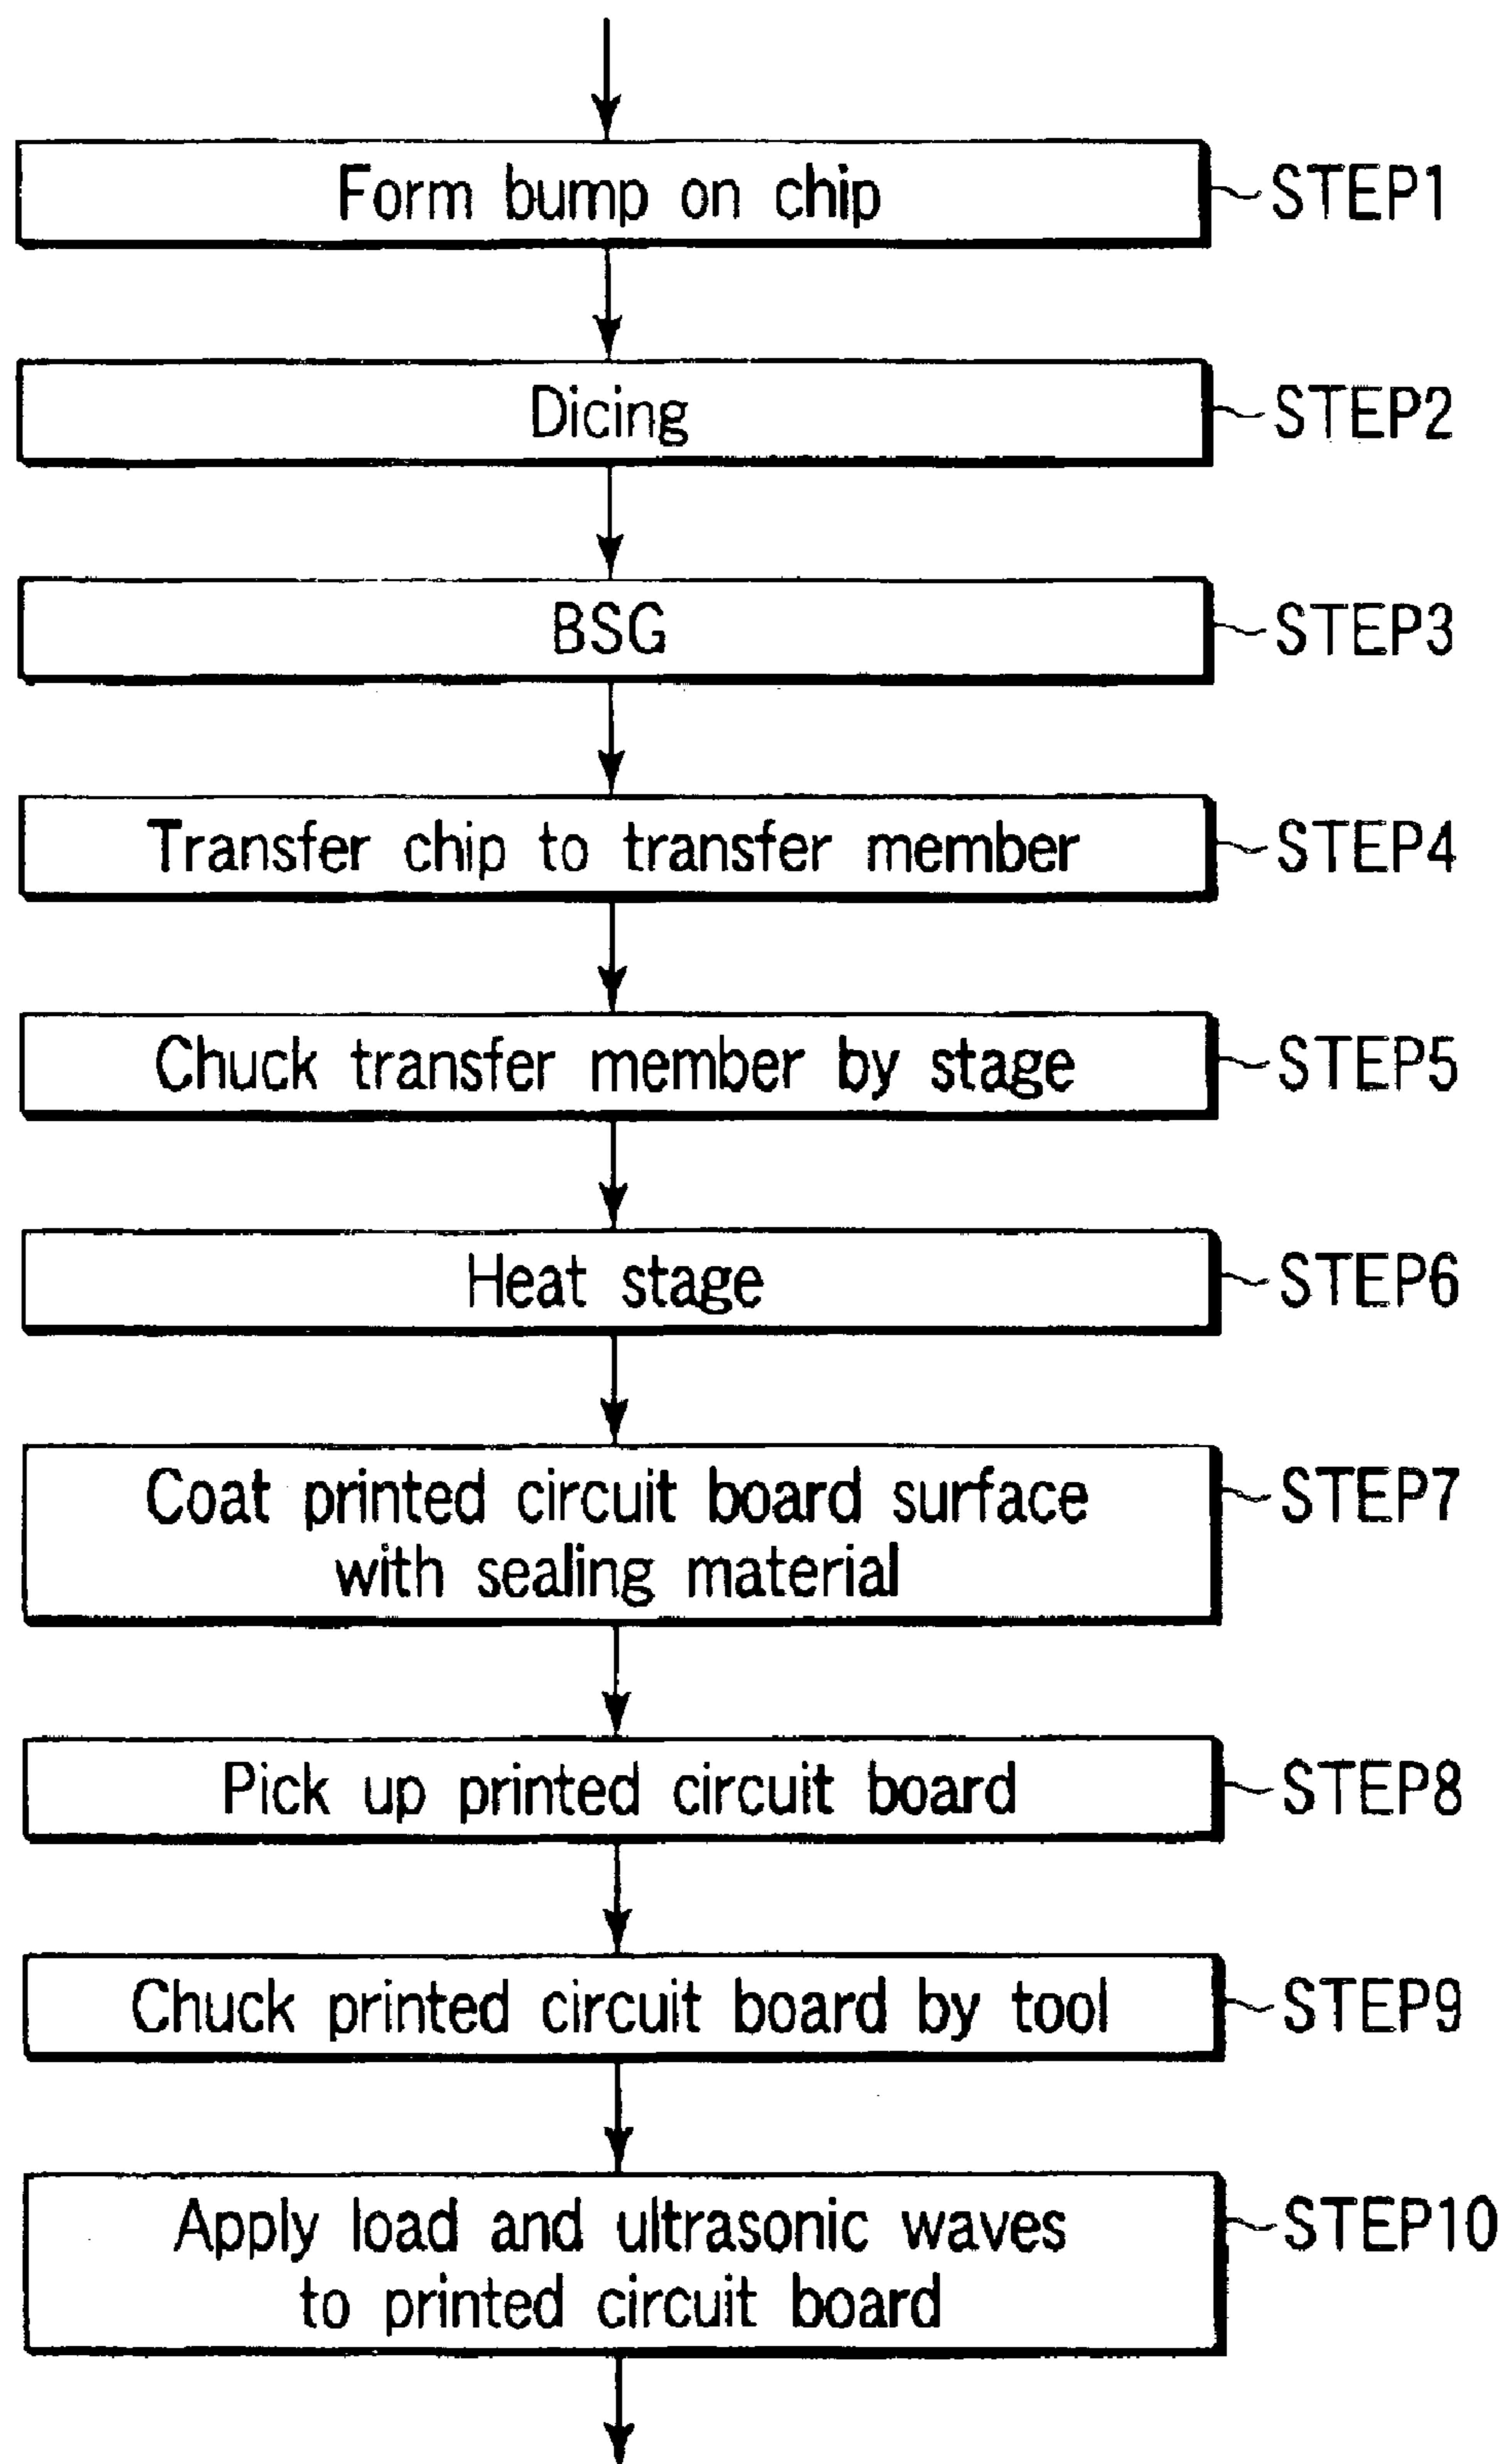 Form bump on chip STEP1
Dicing STEP2
BSG STEP3
Transfer chip to transfer member STEP4
Chuck transfer member by stage STEP5
Heat stage STEP6
Coat printed circuit board surface STEP7
with sealing material
Pick up printed circuit board STEP8
Chuck printed circuit board by tool STEP9
Apply load and ultrasonic waves STEP10
to printed circuit board